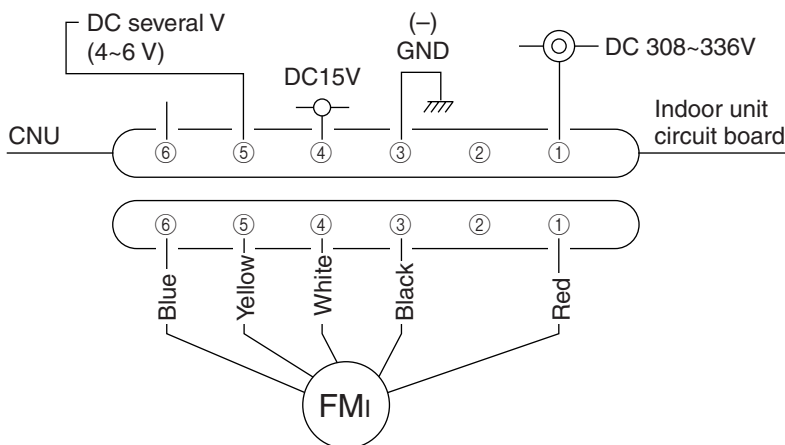 DC several V
(4~6 V)
(–)
GND
DC15V
DC 308~336V
CNU
Indoor unit
circuit board
⑥ ⑤ ④ ③ ② ①
⑥ ⑤ ④ ③ ② ①
Blue
Yellow
White
Black
Red
FMI